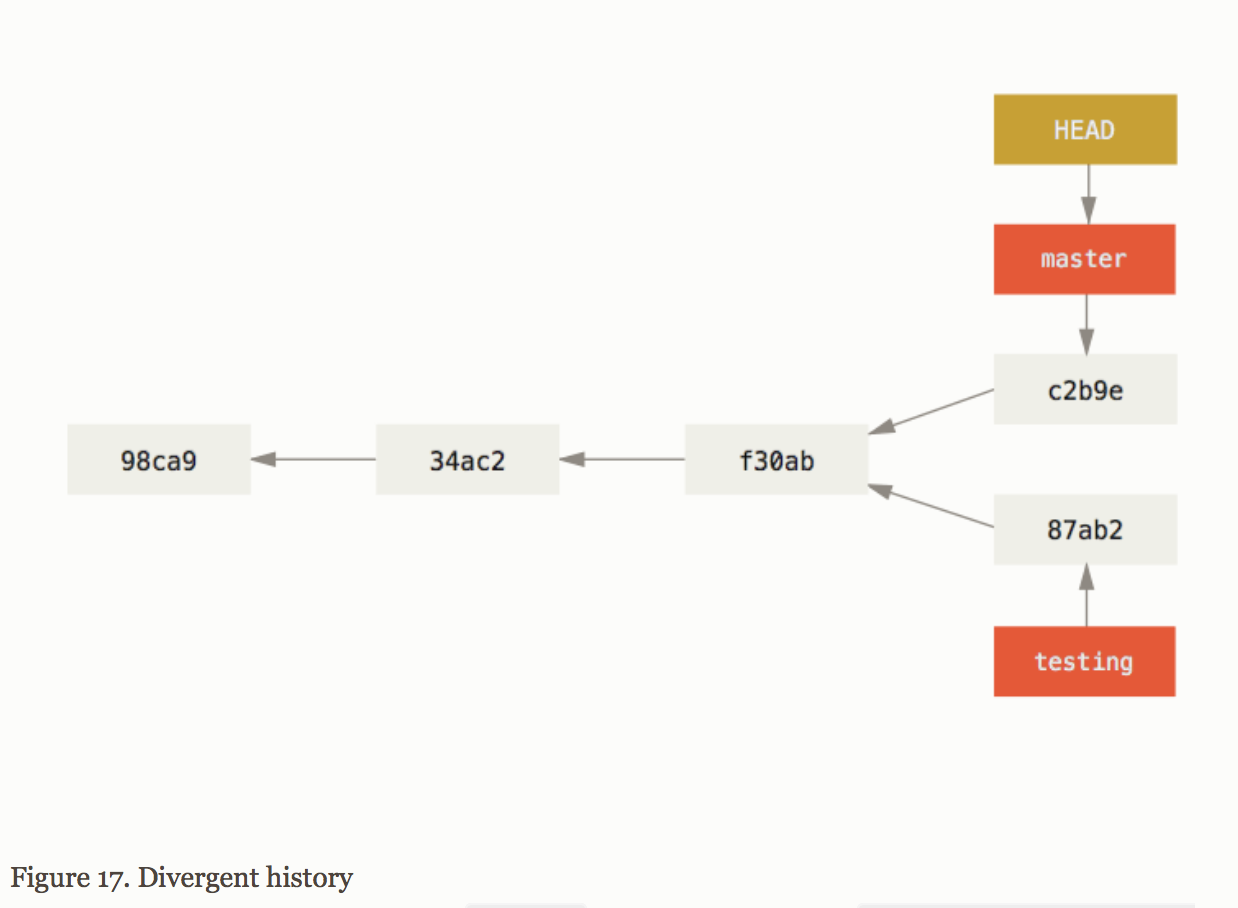 HEAD
master
c2b9e
98ca9 34ac2 f30ab
87ab2
testing
Figure 17. Divergent history